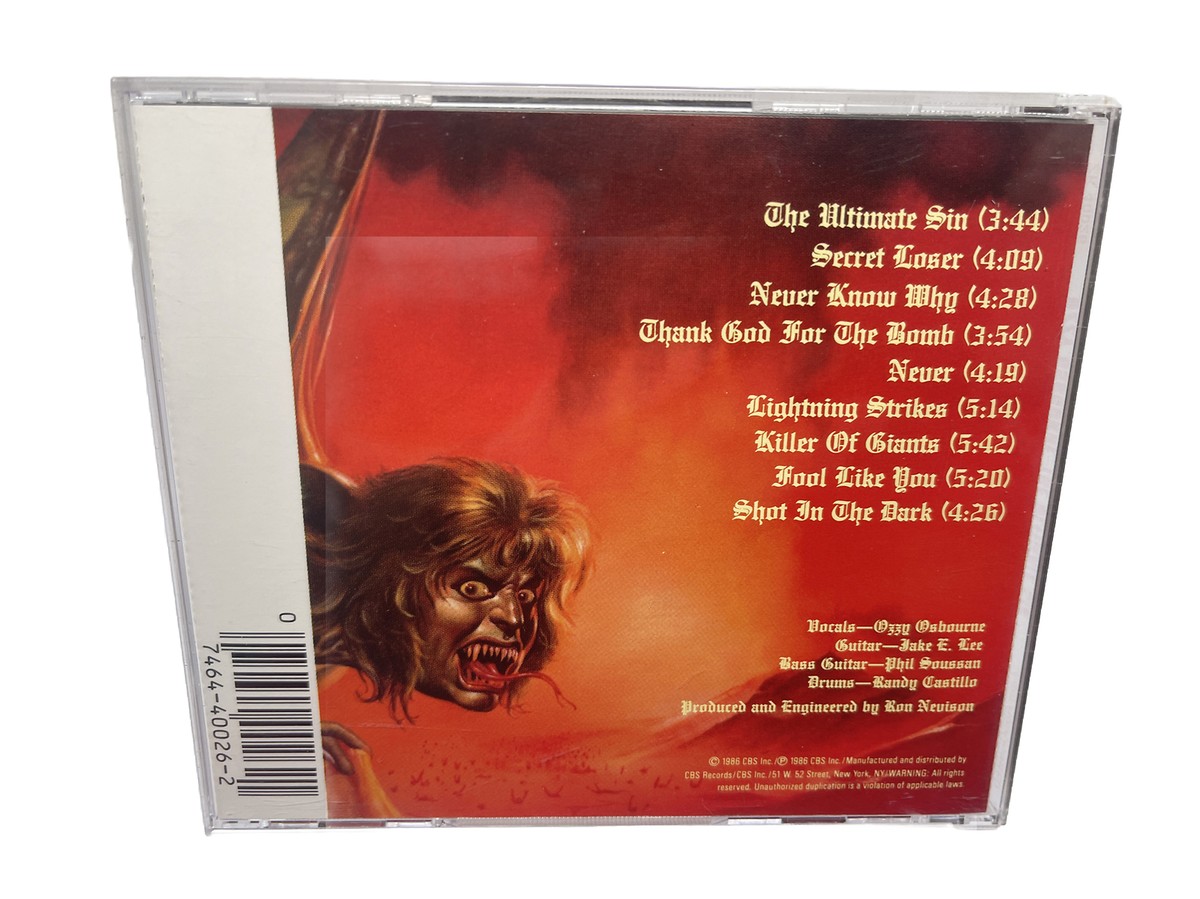 The Ultimate Sin (3:44)
Secret Loser (4:09)
Never Know Why (4:28)
Thank God For The Bomb (3:54)
Never (4:19)
Lightning Strikes (5:14)
Killer Of Giants (5:42)
Fool Like You (5:20)
Shot In The Dark (4:26)
Vocals—Ozzy Osbourne
Guitar—Jake E. Lee
Bass Guitar—Phil Soussan
Drums—Randy Castillo
Produced and Engineered by Ron Nevison
© 1986 CBS Inc./℗ 1986 CBS Inc./Manufactured and distributed by
CBS Records/CBS Inc./51 W. 52 Street, New York, NY/WARNING: All rights
reserved. Unauthorized duplication is a violation of applicable laws.
0
7464-40026-2